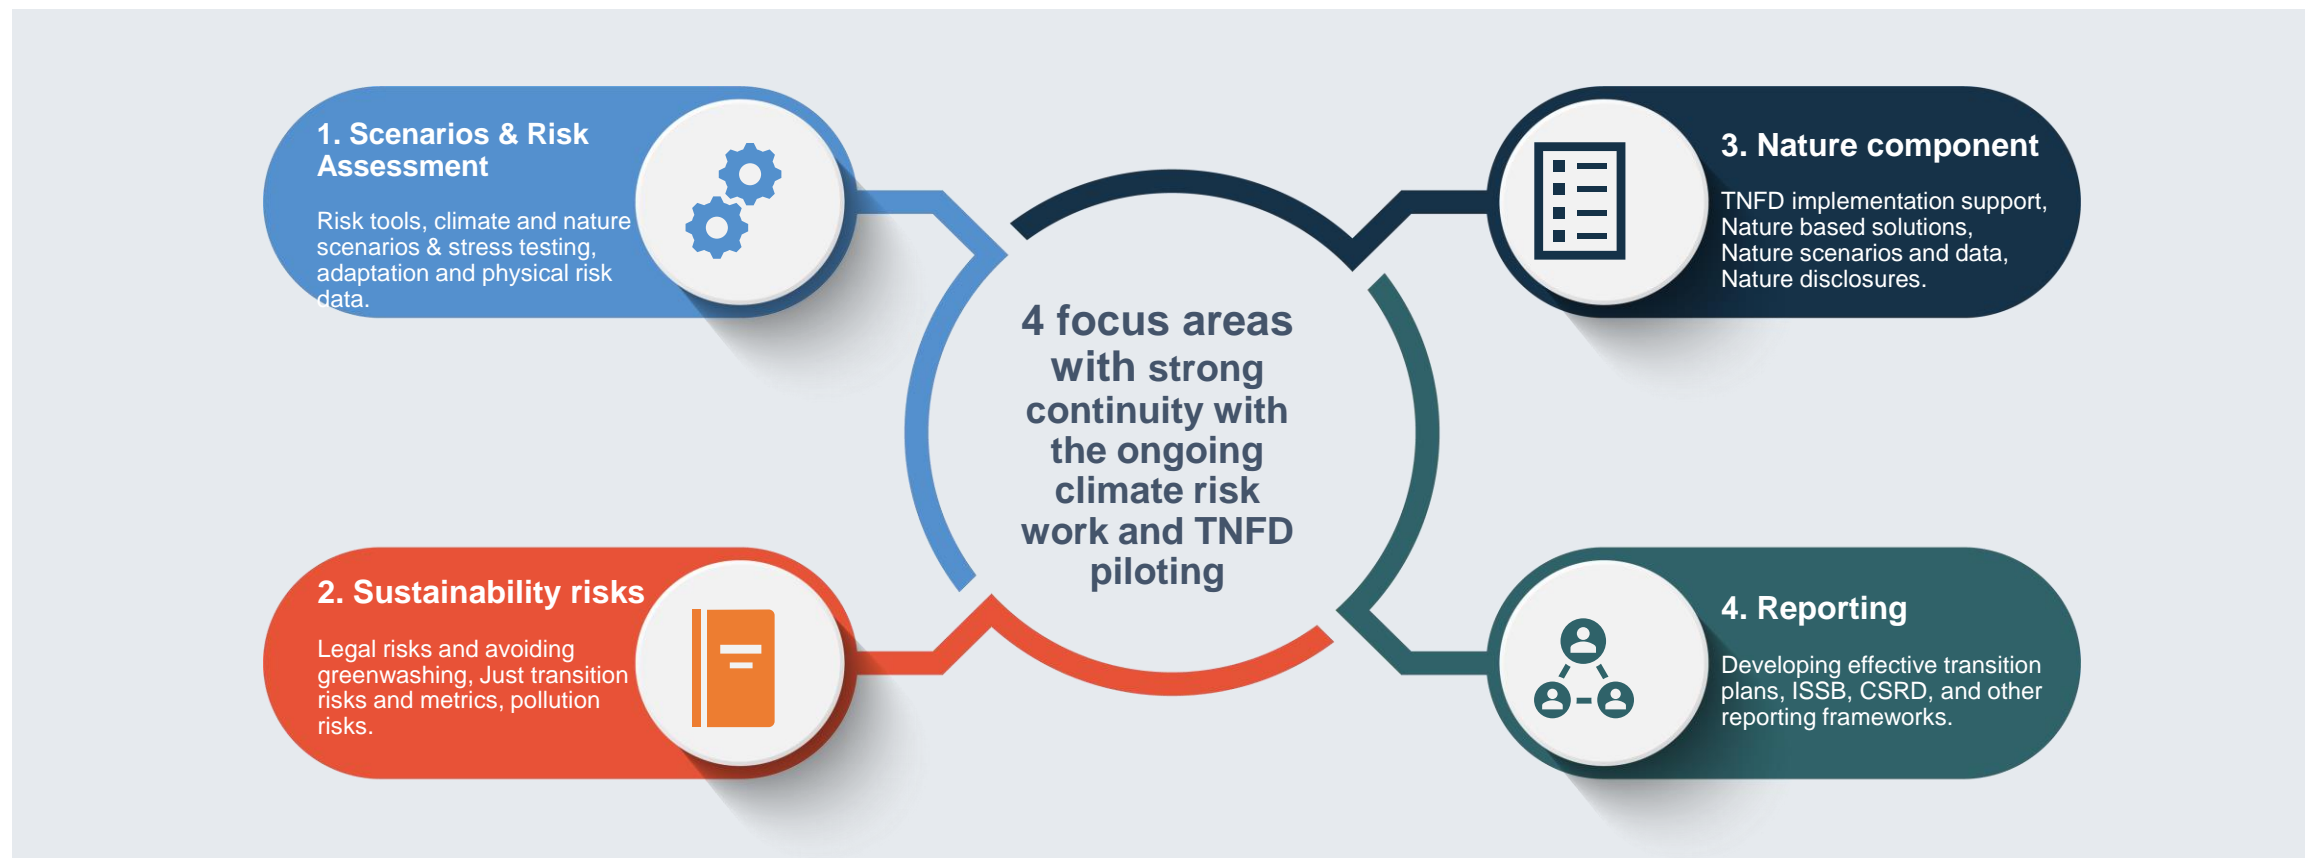 1. Scenarios & Risk
Assessment
Risk tools, climate and nature
scenarios & stress testing,
adaptation and physical risk
data.
2. Sustainability risks
Legal risks and avoiding
greenwashing, Just transition
risks and metrics, pollution
risks.
4 focus areas
with strong
continuity with
the ongoing
climate risk
work and TNFD
piloting
3. Nature component
TNFD implementation support,
Nature based solutions,
Nature scenarios and data,
Nature disclosures.
4. Reporting
Developing effective transition
plans, ISSB, CSRD, and other
reporting frameworks.